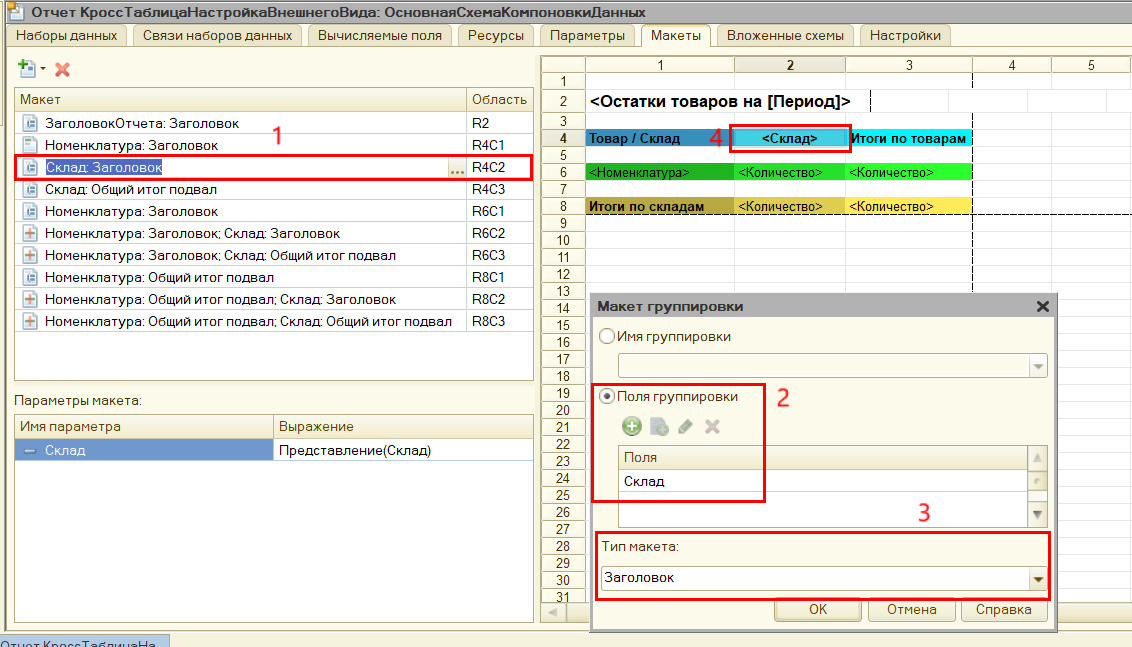 Отчет КроссТаблицаНастройкаВнешнегоВида: ОсновнаяСхемаКомпоновкиДанных
Наборы данных Связи наборов данных Вычисляемые поля Ресурсы Параметры Макеты Вложенные схемы Настройки
Макет Область
ЗаголовокОтчета: Заголовок R2
Номенклатура: Заголовок R4C1
Склад: Заголовок ... R4C2
Склад: Общий итог подвал R4C3
Номенклатура: Заголовок R6C1
Номенклатура: Заголовок; Склад: Заголовок R6C2
Номенклатура: Заголовок; Склад: Общий итог подвал R6C3
Номенклатура: Общий итог подвал R8C1
Номенклатура: Общий итог подвал; Склад: Заголовок R8C2
Номенклатура: Общий итог подвал; Склад: Общий итог подвал R8C3
1
Параметры макета:
Имя параметра Выражение
Склад Представление(Склад)
1 2 3 4 5
1
2 <Остатки товаров на [Период]>
3
4 Товар / Склад 4 <Склад> Итоги по товарам
5
6 <Номенклатура> <Количество> <Количество>
7
8 Итоги по складам <Количество> <Количество>
9
10
11
12
13
14
15
16
17
18
19
20
21
22
23
24
25
26
27
28
29
30
31
Макет группировки
Имя группировки
Поля группировки 2
Поля
Склад
3
Тип макета:
Заголовок
OK Отмена Справка
Отчет КроссТаблицаНа...